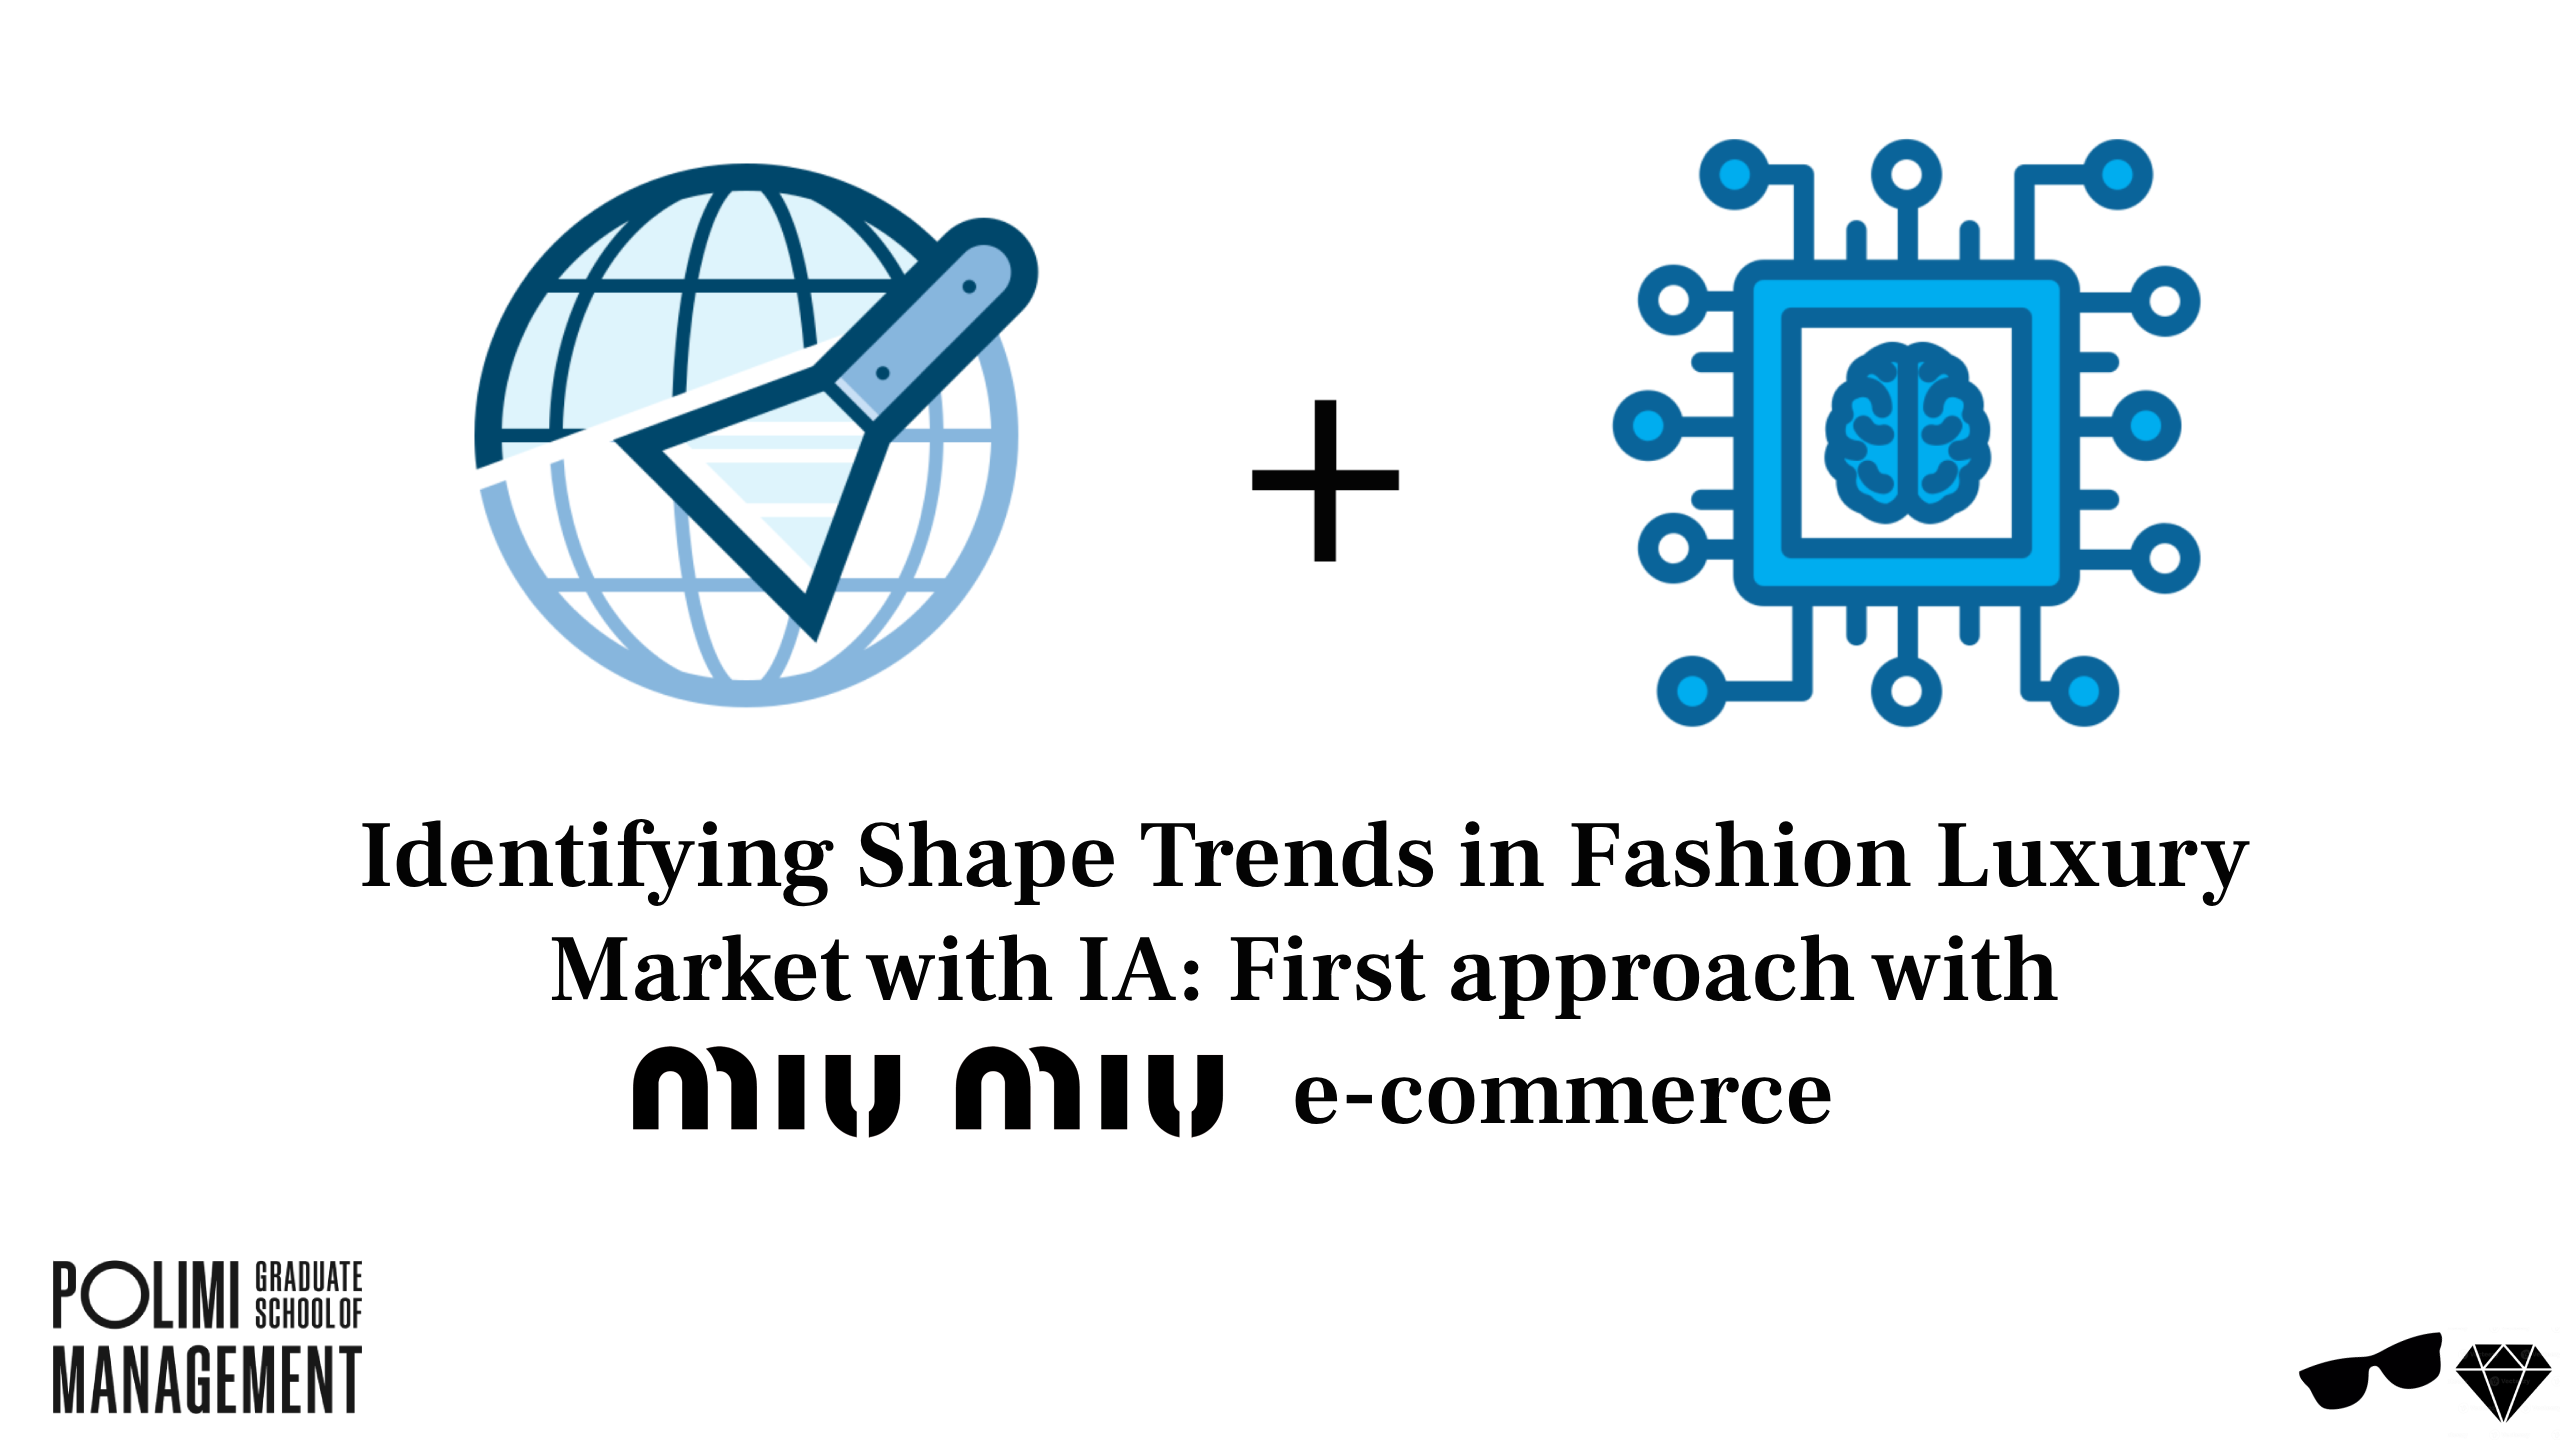 Identifying Shape Trends in Fashion Luxury
Market with IA: First approach with
miu miu e-commerce
POLIMI GRADUATE
SCHOOL OF
MANAGEMENT